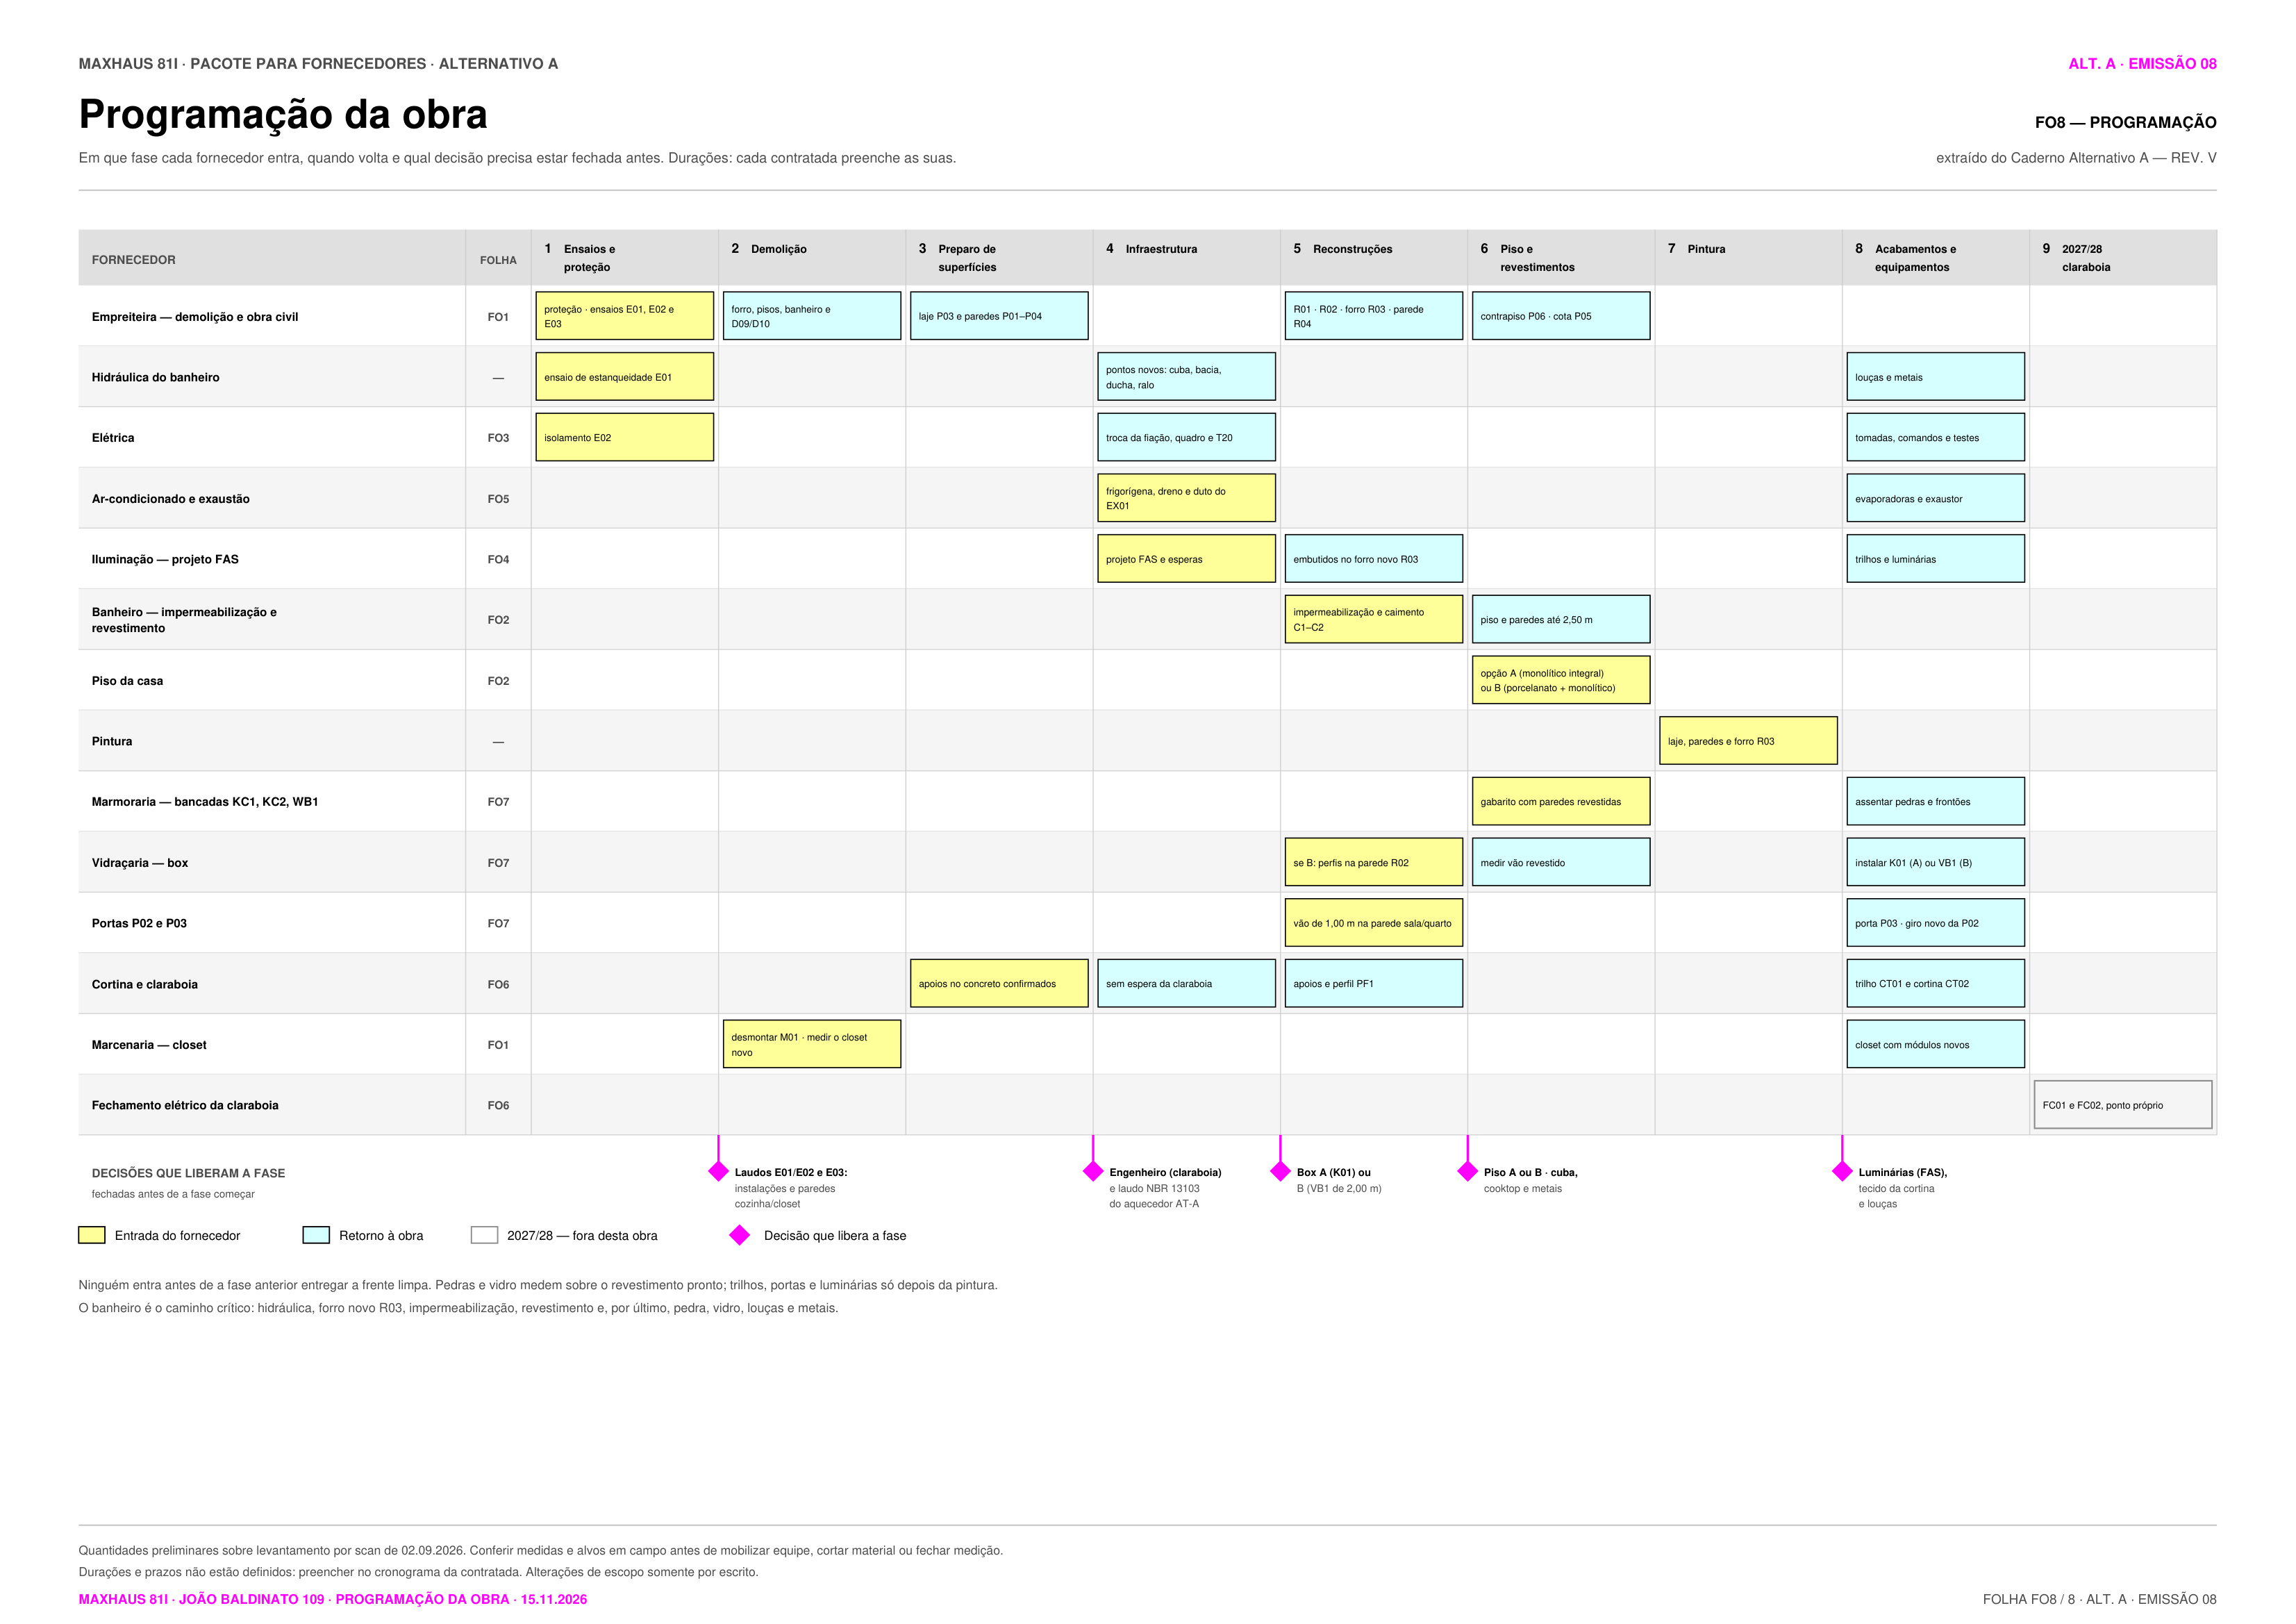 MAXHAUS 81I · PACOTE PARA FORNECEDORES · ALTERNATIVO A
ALT. A · EMISSÃO 08
Programação da obra
FO8 — PROGRAMAÇÃO
Em que fase cada fornecedor entra, quando volta e qual decisão precisa estar fechada antes. Durações: cada contratada preenche as suas.
extraído do Caderno Alternativo A — REV. V
FORNECEDOR
FOLHA
1 Ensaios e
proteção
2 Demolição
3 Preparo de
superfícies
4 Infraestrutura
5 Reconstruções
6 Piso e
revestimentos
7 Pintura
8 Acabamentos e
equipamentos
9 2027/28
claraboia
Empreiteira — demolição e obra civil
FO1
proteção · ensaios E01, E02 e
E03
forro, pisos, banheiro e
D09/D10
laje P03 e paredes P01–P04
R01 · R02 · forro R03 · parede
R04
contrapiso P06 · cota P05
Hidráulica do banheiro
—
ensaio de estanqueidade E01
pontos novos: cuba, bacia,
ducha, ralo
louças e metais
Elétrica
FO3
isolamento E02
troca da fiação, quadro e T20
tomadas, comandos e testes
Ar-condicionado e exaustão
FO5
frigorígena, dreno e duto do
EX01
evaporadoras e exaustor
Iluminação — projeto FAS
FO4
projeto FAS e esperas
embutidos no forro novo R03
trilhos e luminárias
Banheiro — impermeabilização e
revestimento
FO2
impermeabilização e caimento
C1–C2
piso e paredes até 2,50 m
Piso da casa
FO2
opção A (monolítico integral)
ou B (porcelanato + monolítico)
Pintura
—
laje, paredes e forro R03
Marmoraria — bancadas KC1, KC2, WB1
FO7
gabarito com paredes revestidas
assentar pedras e frontões
Vidraçaria — box
FO7
se B: perfis na parede R02
medir vão revestido
instalar K01 (A) ou VB1 (B)
Portas P02 e P03
FO7
vão de 1,00 m na parede sala/quarto
porta P03 · giro novo da P02
Cortina e claraboia
FO6
apoios no concreto confirmados
sem espera da claraboia
apoios e perfil PF1
trilho CT01 e cortina CT02
Marcenaria — closet
FO1
desmontar M01 · medir o closet
novo
closet com módulos novos
Fechamento elétrico da claraboia
FO6
FC01 e FC02, ponto próprio
DECISÕES QUE LIBERAM A FASE
fechadas antes de a fase começar
Laudos E01/E02 e E03:
instalações e paredes
cozinha/closet
Engenheiro (claraboia)
e laudo NBR 13103
do aquecedor AT-A
Box A (K01) ou
B (VB1 de 2,00 m)
Piso A ou B · cuba,
cooktop e metais
Luminárias (FAS),
tecido da cortina
e louças
Entrada do fornecedor
Retorno à obra
2027/28 — fora desta obra
Decisão que libera a fase
Ninguém entra antes de a fase anterior entregar a frente limpa. Pedras e vidro medem sobre o revestimento pronto; trilhos, portas e luminárias só depois da pintura.
O banheiro é o caminho crítico: hidráulica, forro novo R03, impermeabilização, revestimento e, por último, pedra, vidro, louças e metais.
Quantidades preliminares sobre levantamento por scan de 02.09.2026. Conferir medidas e alvos em campo antes de mobilizar equipe, cortar material ou fechar medição.
Durações e prazos não estão definidos: preencher no cronograma da contratada. Alterações de escopo somente por escrito.
MAXHAUS 81I · JOÃO BALDINATO 109 · PROGRAMAÇÃO DA OBRA · 15.11.2026
FOLHA FO8 / 8 · ALT. A · EMISSÃO 08